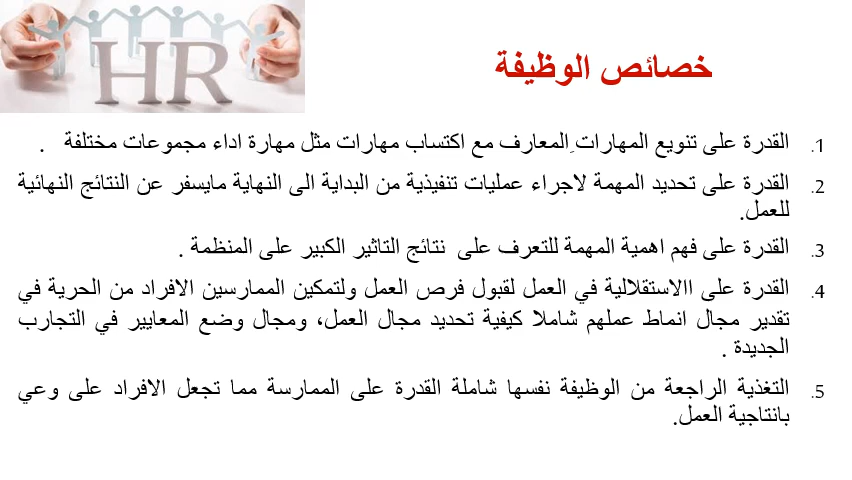 HR
خصائص الوظيفة
1. القدرة على تنويع المهارات ِالمعارف مع اكتساب مهارات مثل مهارة اداء مجموعات مختلفة .
2. القدرة على تحديد المهمة لاجراء عمليات تنفيذية من البداية الى النهاية مايسفر عن النتائج النهائية
للعمل.
3. القدرة على فهم اهمية المهمة للتعرف على نتائج التاثير الكبير على المنظمة .
4. القدرة على االاستقلالية في العمل لقبول فرص العمل ولتمكين الممارسين الافراد من الحرية في
تقدير مجال انماط عملهم شاملا كيفية تحديد مجال العمل، ومجال وضع المعايير في التجارب
الجديدة .
5. التغذية الراجعة من الوظيفة نفسها شاملة القدرة على الممارسة مما تجعل الافراد على وعي
بانتاجية العمل.